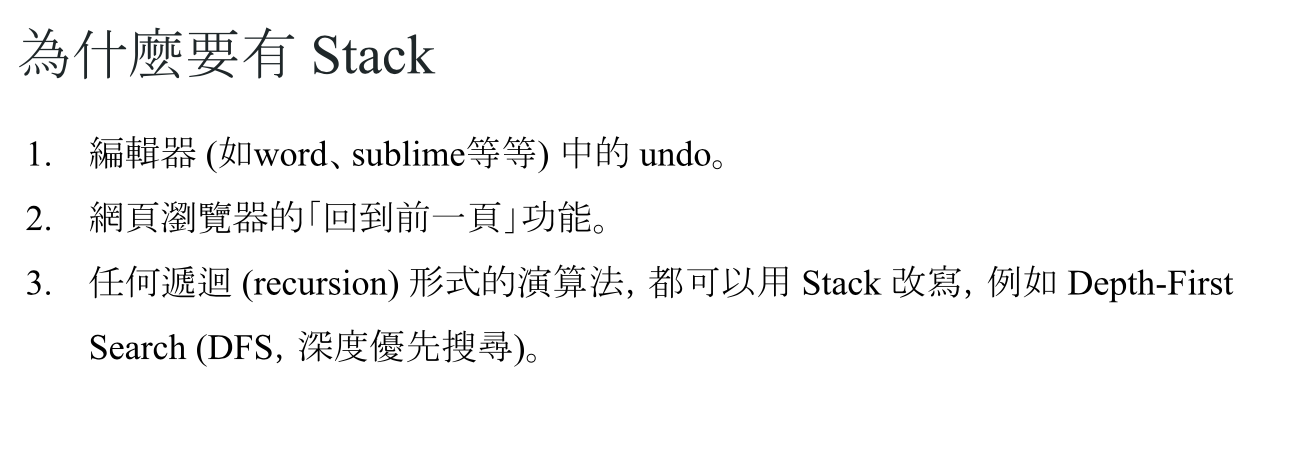 為什麼要有 Stack
1. 編輯器 (如word、sublime等等) 中的 undo。
2. 網頁瀏覽器的「回到前一頁」功能。
3. 任何遞迴 (recursion) 形式的演算法，都可以用 Stack 改寫，例如 Depth-First
Search (DFS，深度優先搜尋)。